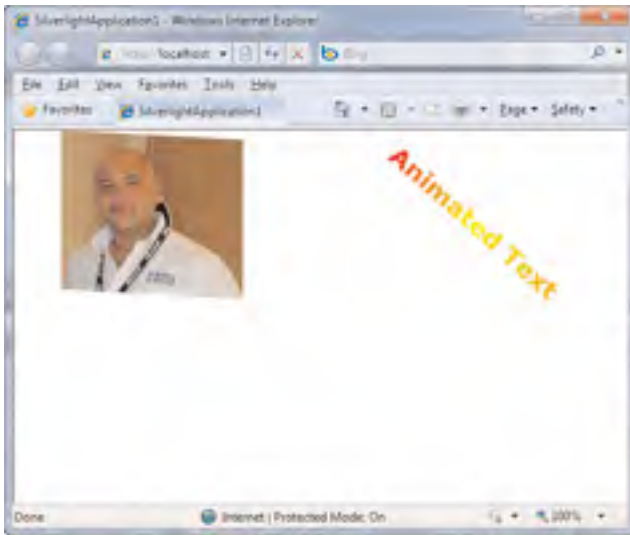 SilverlightApplication1 - Windows Internet Explorer
localhost
Bing
File Edit View Favorites Tools Help
Favorites SilverlightApplication1 Page Safety
Animated Text
Done Internet | Protected Mode: On 100%